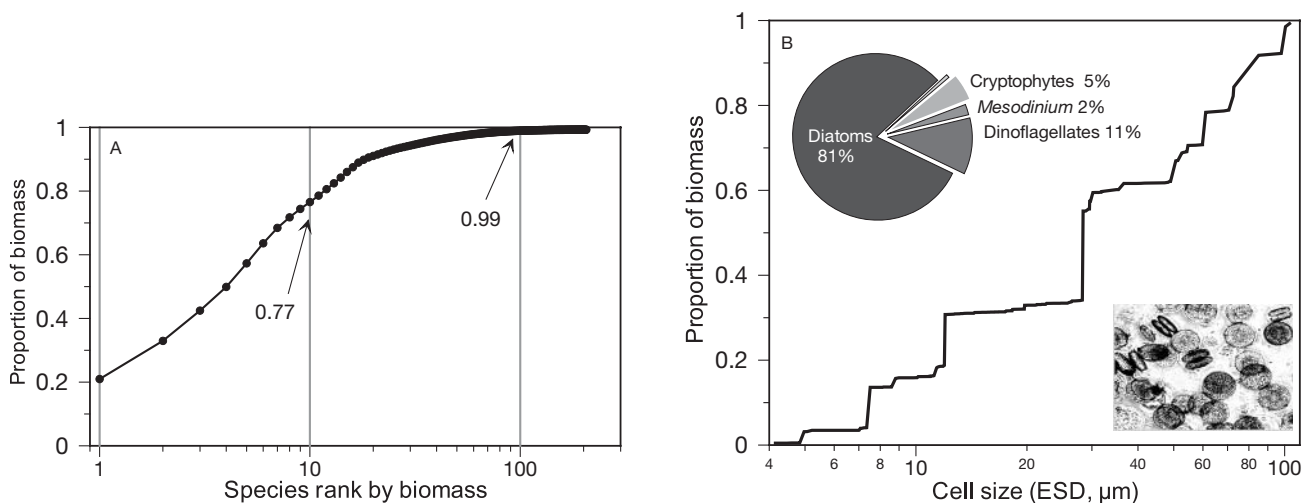 A
Proportion of biomass
1
0.8
0.6
0.4
0.2
0
0.77
0.99
1
10
100
Species rank by biomass
B
Proportion of biomass
1
0.8
0.6
0.4
0.2
0
Diatoms
81%
Cryptophytes 5%
Mesodinium 2%
Dinoflagellates 11%
4
6
8
10
20
40
60
80
100
Cell size (ESD, µm)